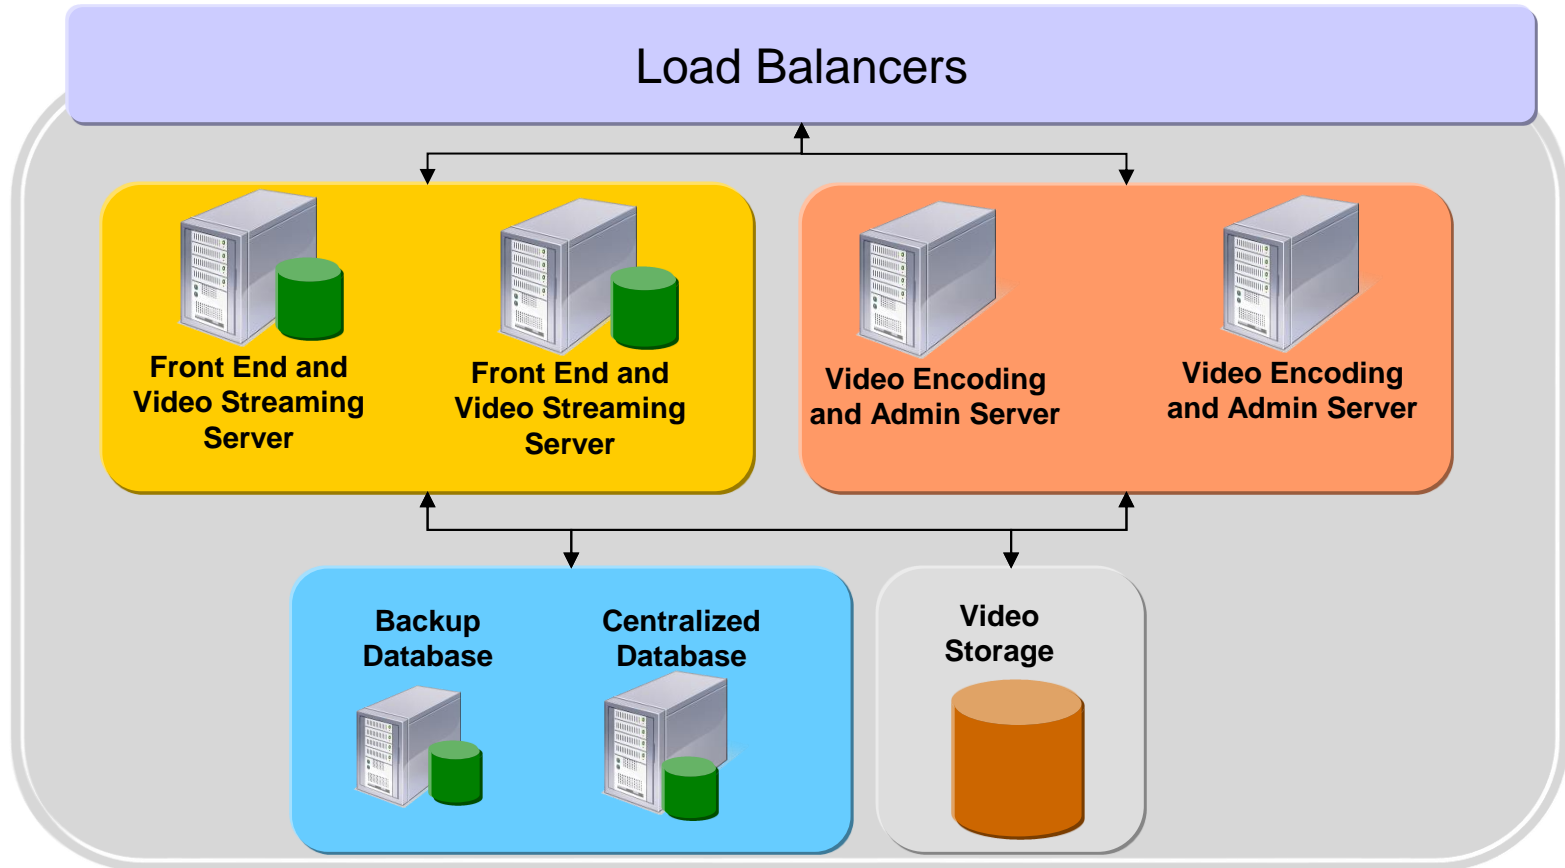 Load Balancers
Front End and
Video Streaming
Server
Front End and
Video Streaming
Server
Video Encoding
and Admin Server
Video Encoding
and Admin Server
Backup
Database
Centralized
Database
Video
Storage